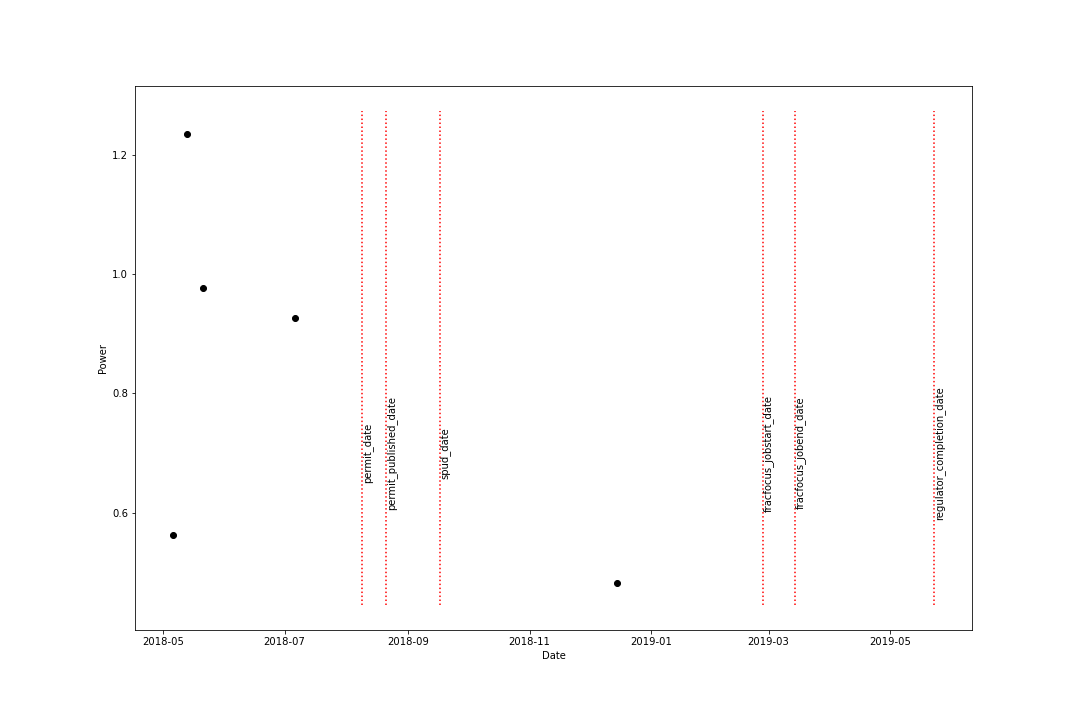 Power
1.2
1.0
0.8
0.6
permit_date
permit_published_date
spud_date
fracfocus_jobstart_date
fracfocus_jobend_date
regulator_completion_date
2018-05
2018-07
2018-09
2018-11
2019-01
2019-03
2019-05
Date